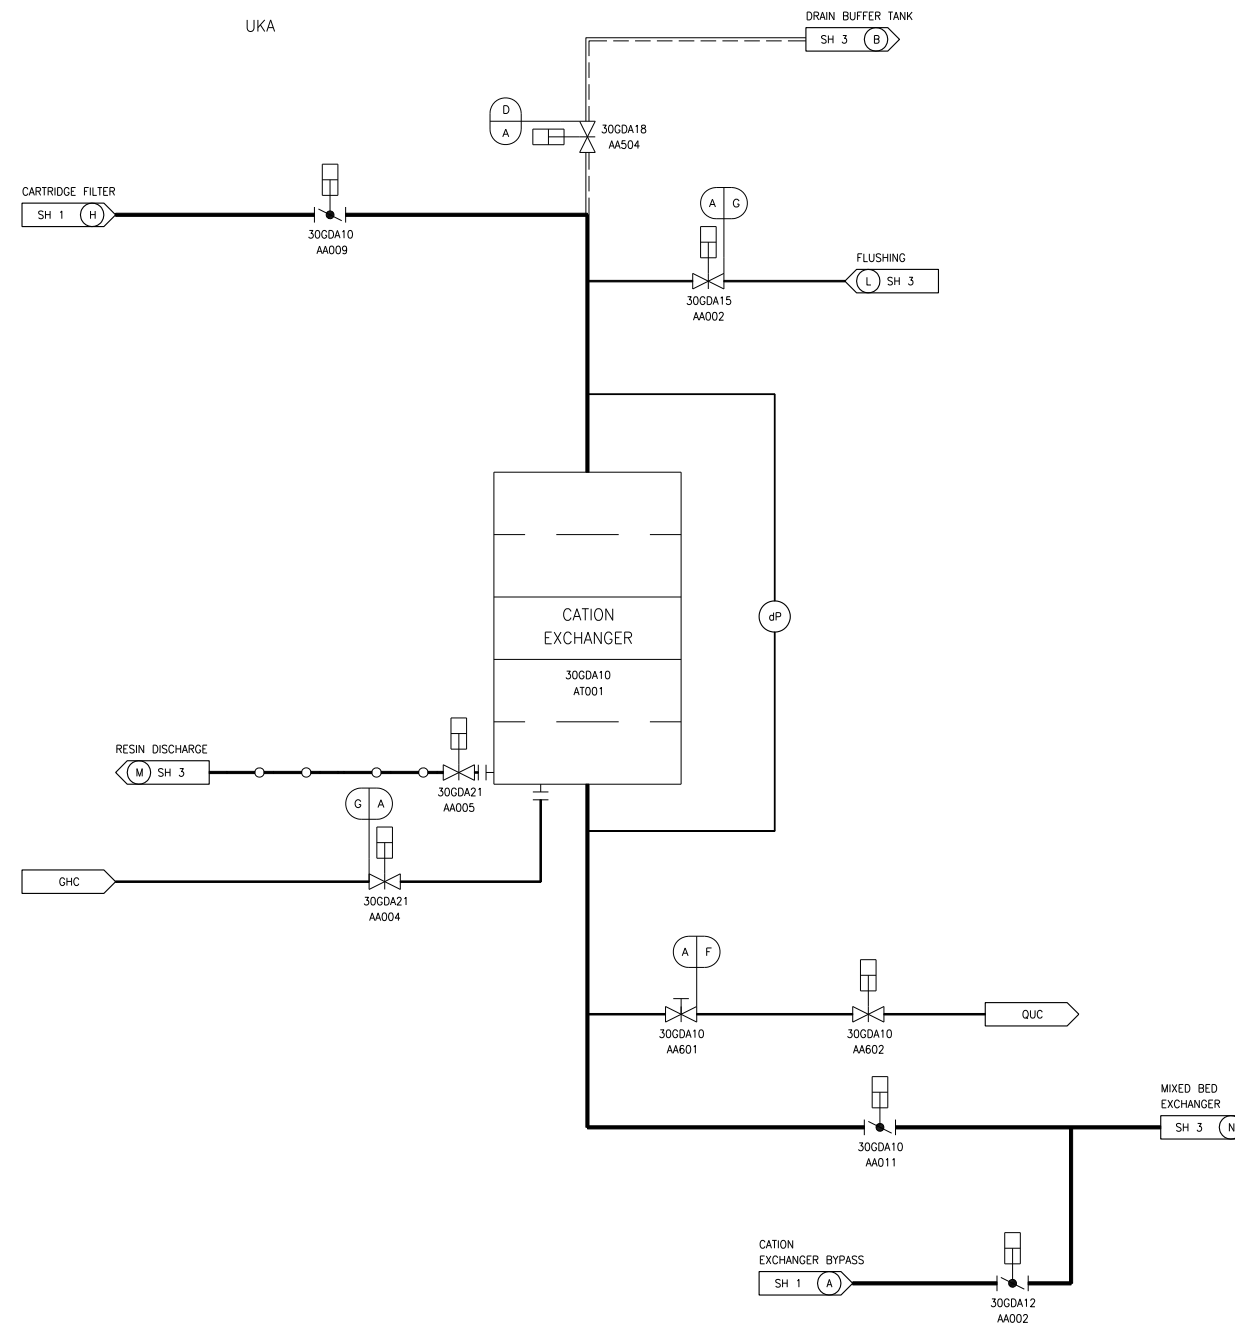 UKA
DRAIN BUFFER TANK
SH 3 B
D
A
30GDA18
AA504
CARTRIDGE FILTER
SH 1 H
30GDA10
AA009
A G
FLUSHING
L SH 3
30GDA15
AA002
CATION
EXCHANGER
dP
30GDA10
AT001
RESIN DISCHARGE
M SH 3
30GDA21
AA005
G A
GHC
30GDA21
AA004
A F
QUC
30GDA10
AA601
30GDA10
AA602
MIXED BED
EXCHANGER
SH 3 N
30GDA10
AA011
CATION
EXCHANGER BYPASS
SH 1 A
30GDA12
AA002